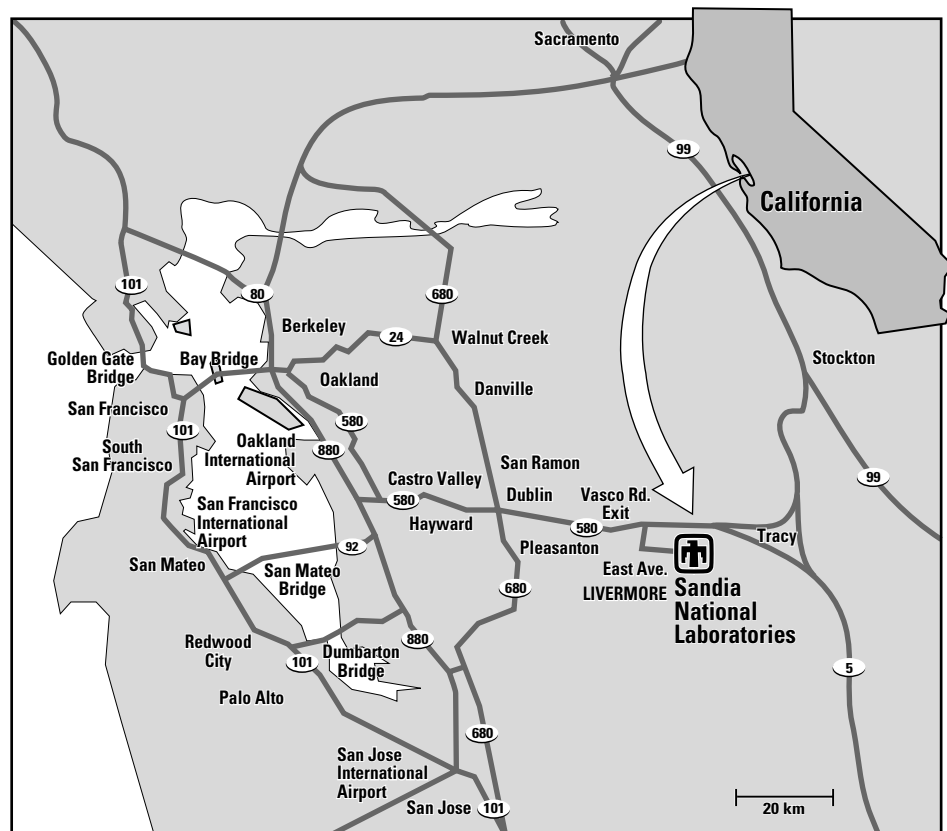 Sacramento
99
California
101
80
680
Berkeley
24
Walnut Creek
Golden Gate
Bridge
Bay Bridge
Stockton
Oakland
Danville
San Francisco
580
101
880
South
San Francisco
Oakland
International
Airport
San Ramon
Castro Valley
99
580
Dublin
Vasco Rd.
Exit
San Francisco
International
Airport
Hayward
580
Tracy
92
Pleasanton
San Mateo
San Mateo
Bridge
East Ave.
LIVERMORE
Sandia
National
Laboratories
680
Redwood
City
880
Dumbarton
Bridge
101
5
Palo Alto
680
San Jose
International
Airport
San Jose
101
20 km